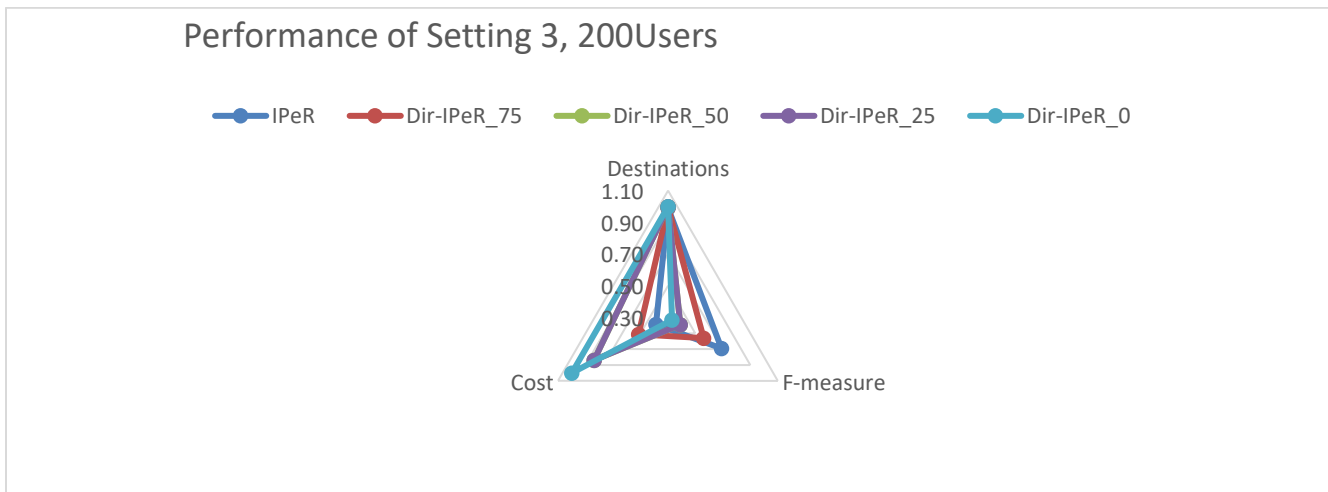 Performance of Setting 3, 200Users
IPeR Dir-IPeR_75 Dir-IPeR_50 Dir-IPeR_25 Dir-IPeR_0
Destinations
1.10
0.90
0.70
0.50
0.30
Cost F-measure